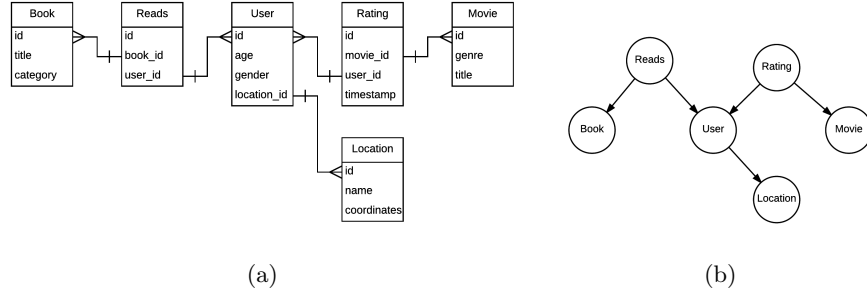 Book
id
title
category
Reads
id
book_id
user_id
User
id
age
gender
location_id
Rating
id
movie_id
user_id
timestamp
Movie
id
genre
title
Location
id
name
coordinates
(a)
Reads
Rating
Book
User
Movie
Location
(b)